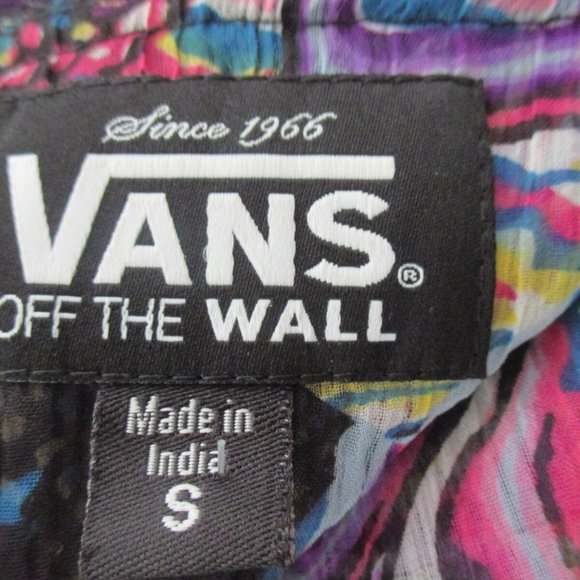 Since 1966
VANS®
OFF THE WALL
Made in
India
S